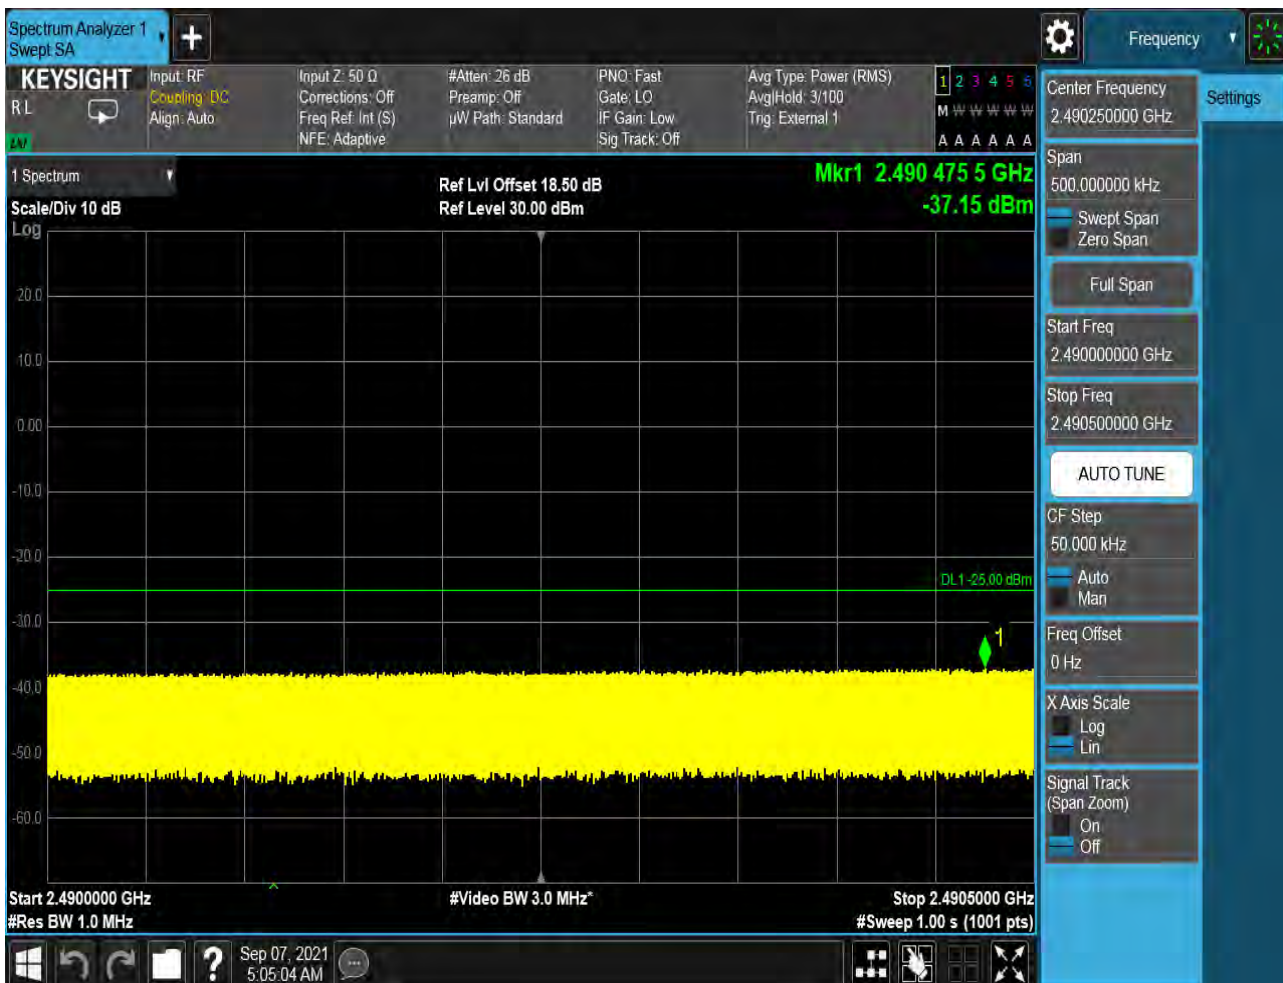 Spectrum Analyzer 1
Swept SA
Frequency
KEYSIGHT
Input: RF
Coupling: DC
Align: Auto
Input Z: 50 Ω
Corrections: Off
Freq Ref: Int (S)
NFE: Adaptive
#Atten: 26 dB
Preamp: Off
µW Path: Standard
PNO: Fast
Gate: LO
IF Gain: Low
Sig Track: Off
Avg Type: Power (RMS)
Avg|Hold: 3/100
Trig: External 1
1 2 3 4 5 6
M W W W W W
A A A A A A
R L
LNI
1 Spectrum
Scale/Div 10 dB
Log
Ref Lvl Offset 18.50 dB
Ref Level 30.00 dBm
Mkr1 2.490 475 5 GHz
-37.15 dBm
20.0
10.0
0.00
-10.0
-20.0
-30.0
-40.0
-50.0
-60.0
DL1 -25.00 dBm
1
Start 2.4900000 GHz
#Res BW 1.0 MHz
#Video BW 3.0 MHz*
Stop 2.4905000 GHz
#Sweep 1.00 s (1001 pts)
Sep 07, 2021
5:05:04 AM
Center Frequency
2.490250000 GHz
Settings
Span
500.000000 kHz
Swept Span
Zero Span
Full Span
Start Freq
2.490000000 GHz
Stop Freq
2.490500000 GHz
AUTO TUNE
CF Step
50.000 kHz
Auto
Man
Freq Offset
0 Hz
X Axis Scale
Log
Lin
Signal Track
(Span Zoom)
On
Off